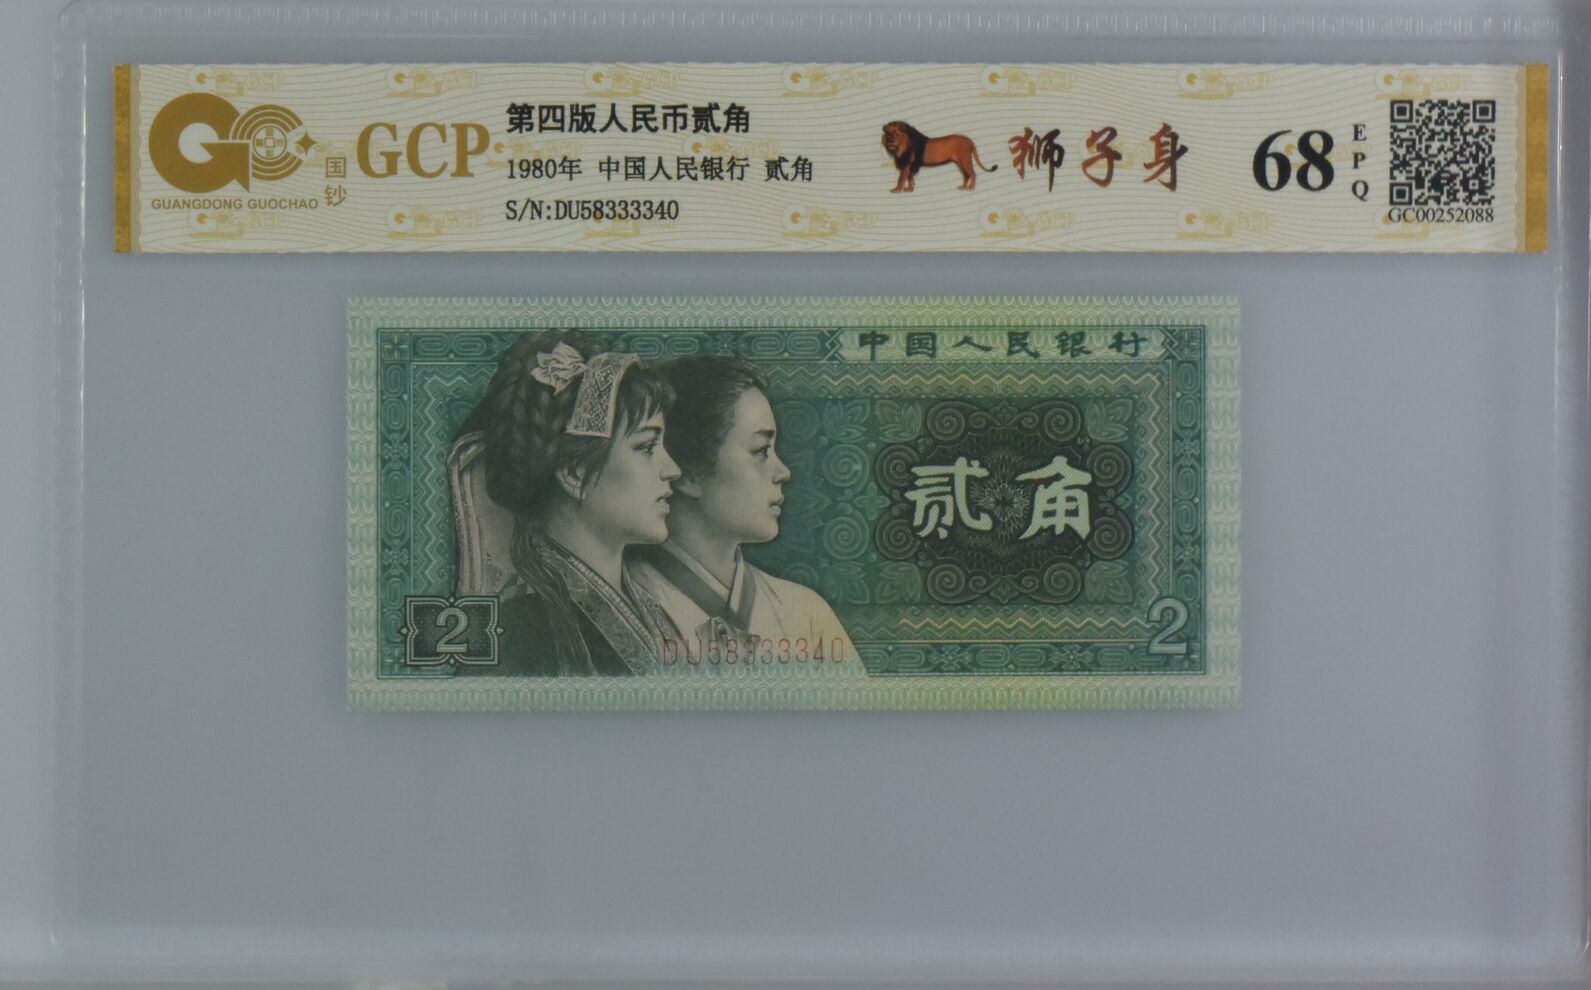 GCP
国钞
GUANGDONG GUOCHAO
第四版人民币贰角
1980年 中国人民银行 贰角
S/N:DU58333340
狮子身
68
EPQ
GC00252088
中国人民银行
贰角
2
2
DU58333340